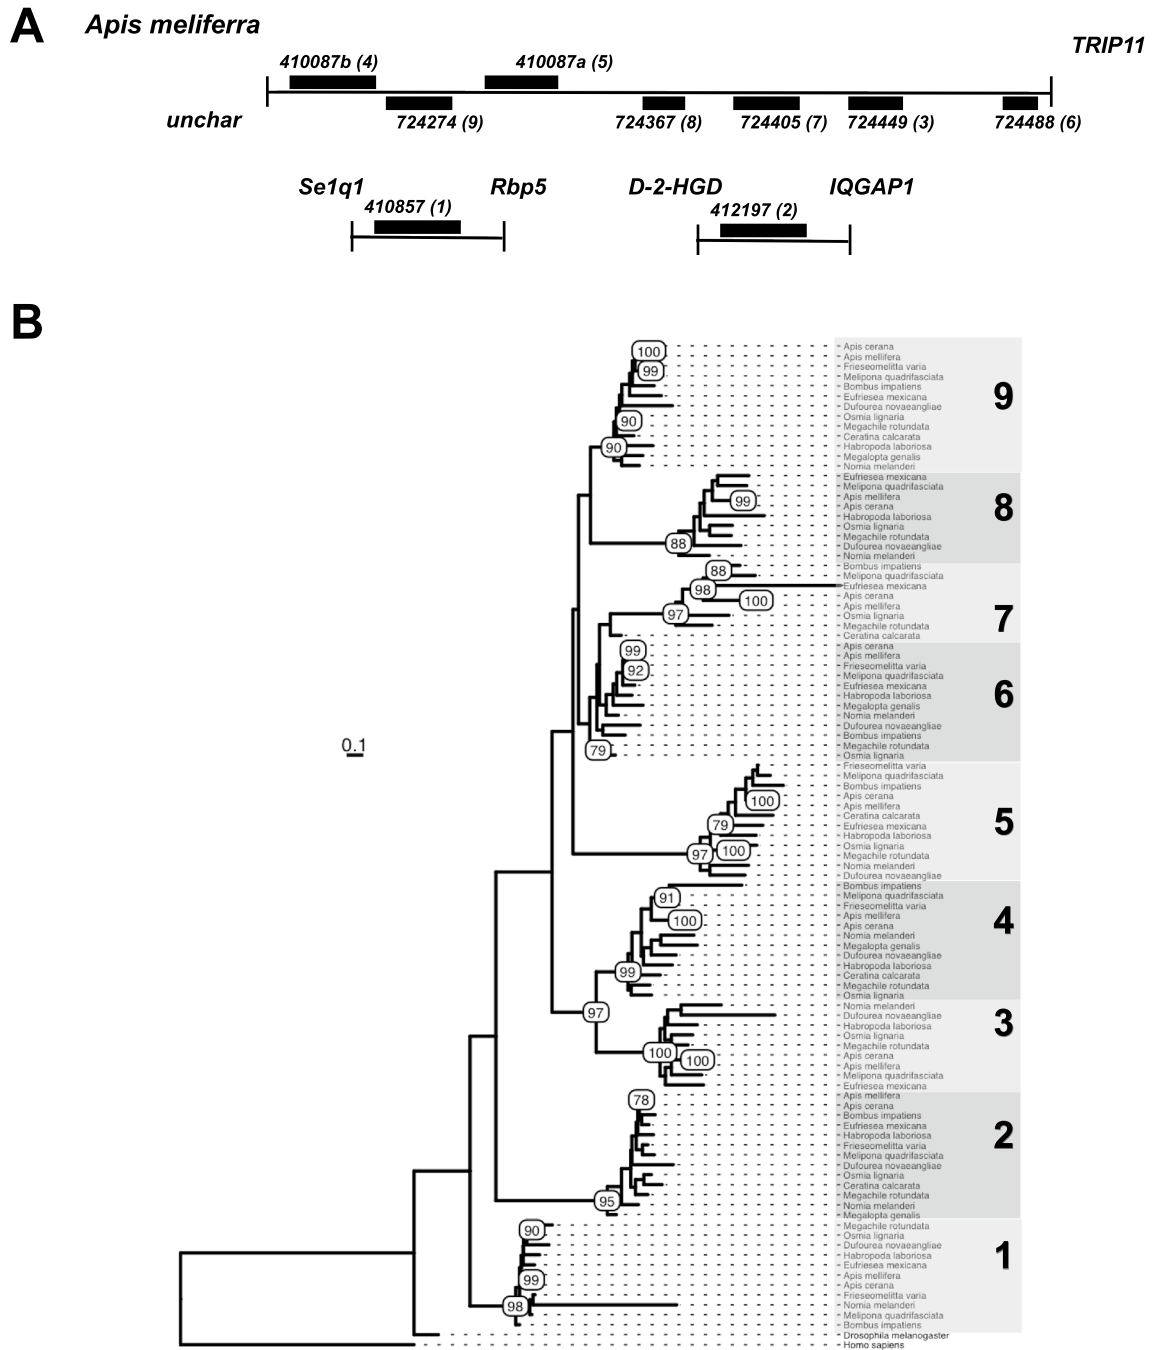 A
Apis meliferra
TRIP11
410087b (4)
410087a (5)
unchar
724274 (9)
724367 (8)
724405 (7)
724449 (3)
724488 (6)
Se1q1
Rbp5
D-2-HGD
IQGAP1
410857 (1)
412197 (2)
B
100
Apis cerana
Apis mellifera
99
Frieseomelitta varia
Melipona quadrifasciata
Bombus impatiens
9
Eufriesea mexicana
Dufourea novaeangliae
90
Osmia lignaria
Megachile rotundata
Ceratina calcarata
90
Habropoda laboriosa
Megalopta genalis
Nomia melanderi
Eufriesea mexicana
Melipona quadrifasciata
99
Apis mellifera
Apis cerana
8
Habropoda laboriosa
Osmia lignaria
Megachile rotundata
88
Dufourea novaeangliae
Nomia melanderi
88
Bombus impatiens
Melipona quadrifasciata
98
Eufriesea mexicana
100
Apis cerana
Apis mellifera
97
Osmia lignaria
7
Megachile rotundata
Ceratina calcarata
99
Apis cerana
Apis mellifera
92
Frieseomelitta varia
Melipona quadrifasciata
Eufriesea mexicana
6
Habropoda laboriosa
Megalopta genalis
Nomia melanderi
Dufourea novaeangliae
Bombus impatiens
0.1
79
Megachile rotundata
Osmia lignaria
Frieseomelitta varia
Melipona quadrifasciata
Bombus impatiens
100
Apis cerana
Apis mellifera
Ceratina calcarata
5
79
Eufriesea mexicana
Habropoda laboriosa
97
100
Osmia lignaria
Megachile rotundata
Nomia melanderi
Dufourea novaeangliae
Bombus impatiens
91
Melipona quadrifasciata
Frieseomelitta varia
100
Apis mellifera
4
Apis cerana
Nomia melanderi
Megalopta genalis
Dufourea novaeangliae
Habropoda laboriosa
99
Ceratina calcarata
Megachile rotundata
Osmia lignaria
97
Nomia melanderi
Dufourea novaeangliae
3
Habropoda laboriosa
Osmia lignaria
Megachile rotundata
100
100
Apis cerana
Apis mellifera
Melipona quadrifasciata
Eufriesea mexicana
78
Apis mellifera
Apis cerana
Bombus impatiens
Eufriesea mexicana
2
Habropoda laboriosa
Frieseomelitta varia
Melipona quadrifasciata
Dufourea novaeangliae
Osmia lignaria
Ceratina calcarata
95
Megachile rotundata
Nomia melanderi
Megalopta genalis
90
Megachile rotundata
Osmia lignaria
Dufourea novaeangliae
1
Habropoda laboriosa
Eufriesea mexicana
99
Apis mellifera
Apis cerana
Frieseomelitta varia
98
Nomia melanderi
Melipona quadrifasciata
Bombus impatiens
Drosophila melanogaster
Homo sapiens